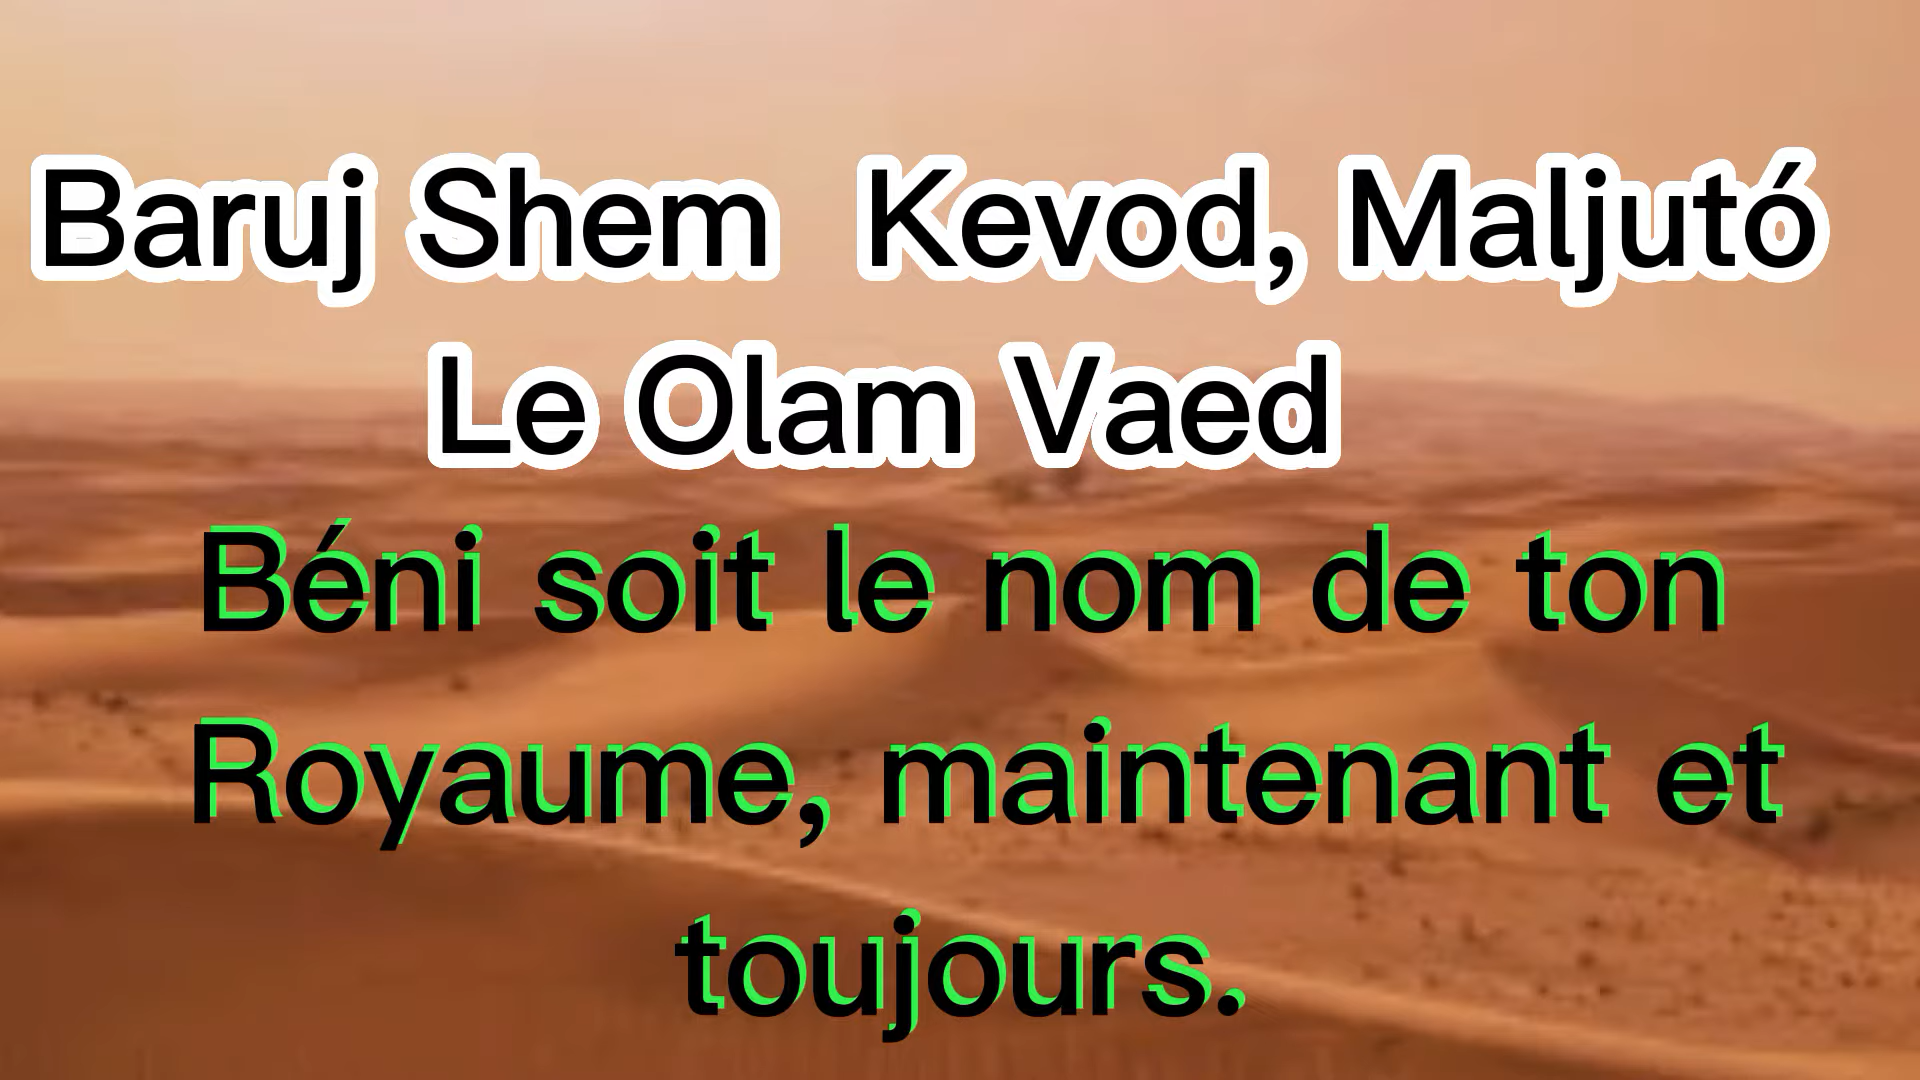 Baruj Shem Kevod, Maljutó
Le Olam Vaed
Béni soit le nom de ton
Royaume, maintenant et
toujours.